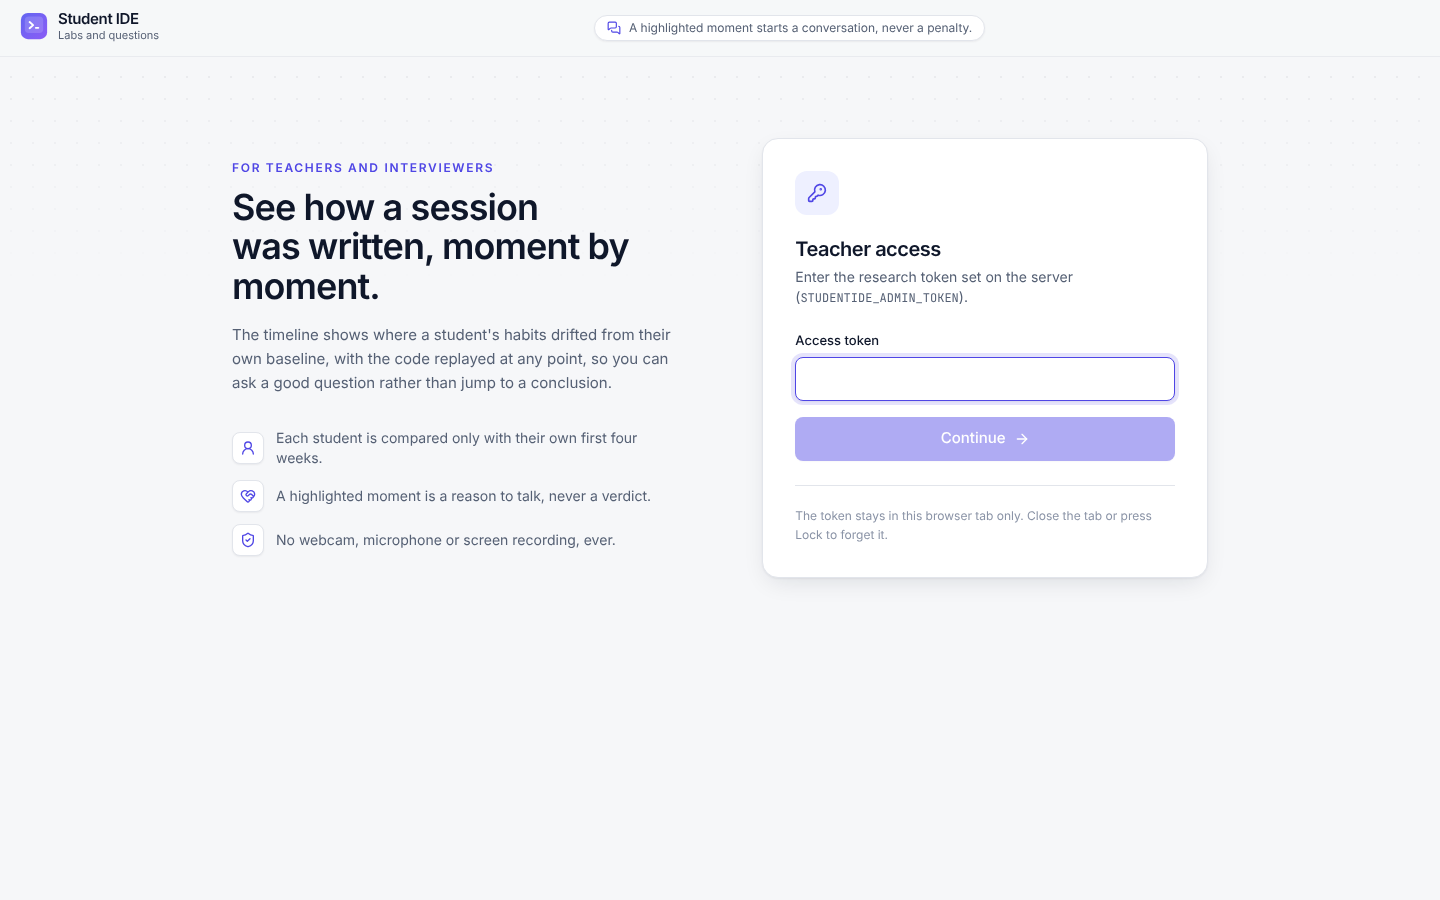 Student IDE
Labs and questions
A highlighted moment starts a conversation, never a penalty.
FOR TEACHERS AND INTERVIEWERS
See how a session
was written, moment by
moment.
The timeline shows where a student's habits drifted from their
own baseline, with the code replayed at any point, so you can
ask a good question rather than jump to a conclusion.
Each student is compared only with their own first four
weeks.
A highlighted moment is a reason to talk, never a verdict.
No webcam, microphone or screen recording, ever.
Teacher access
Enter the research token set on the server
(STUDENTIDE_ADMIN_TOKEN).
Access token
Continue →
The token stays in this browser tab only. Close the tab or press
Lock to forget it.